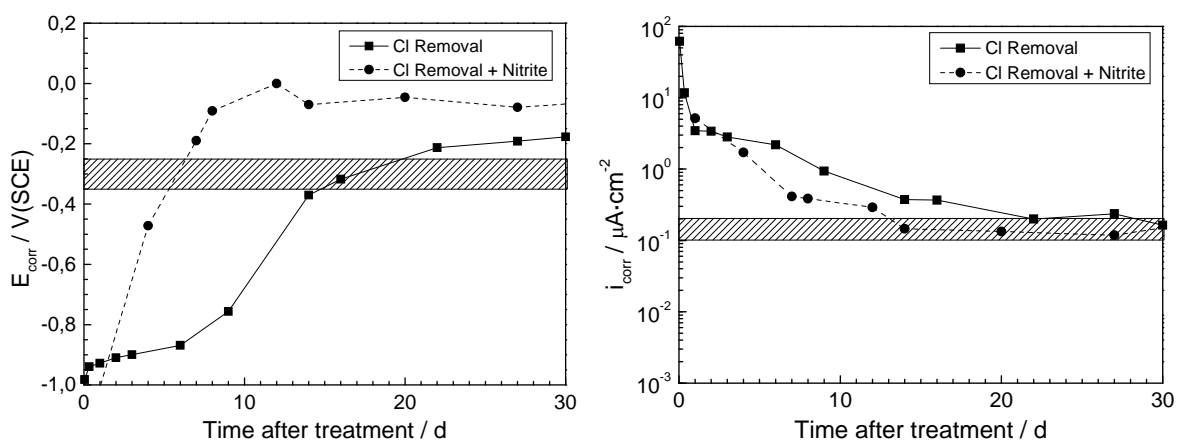 0,2
0,0
-0,2
-0,4
-0,6
-0,8
-1,0
0
10
20
30
E_corr / V(SCE)
Time after treatment / d
Cl Removal
Cl Removal + Nitrite
10^2
10^1
10^0
10^-1
10^-2
10^-3
0
10
20
30
i_corr / µA·cm^-2
Time after treatment / d
Cl Removal
Cl Removal + Nitrite